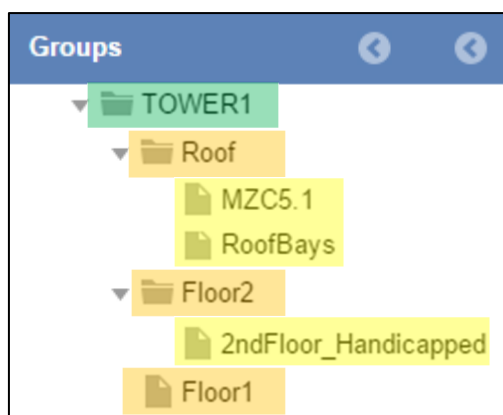 Groups
TOWER1
Roof
MZC5.1
RoofBays
Floor2
2ndFloor_Handicapped
Floor1